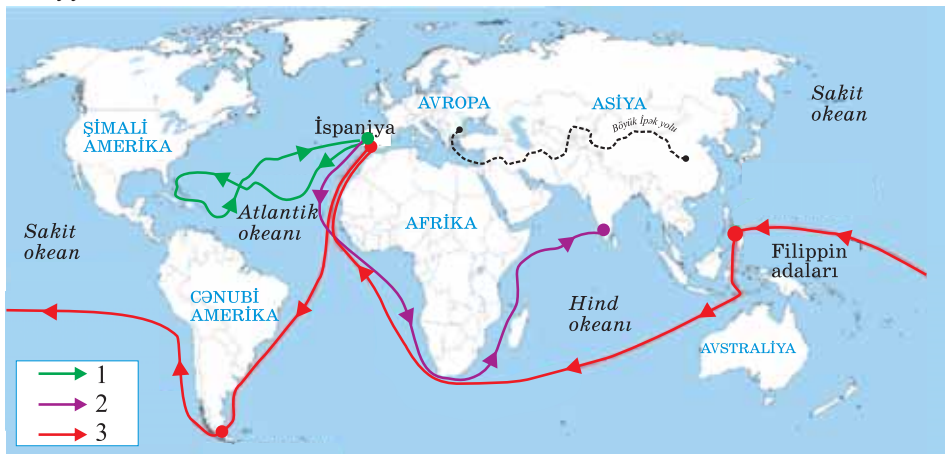 Sakit
okean
AVROPA
ASİYA
Böyük İpək yolu
İspaniya
ŞİMALİ
AMERİKA
Atlantik
okeanı
AFRİKA
Sakit
okean
Filippin
adaları
CƏNUBİ
AMERİKA
Hind
okeanı
AVSTRALİYA
1
2
3